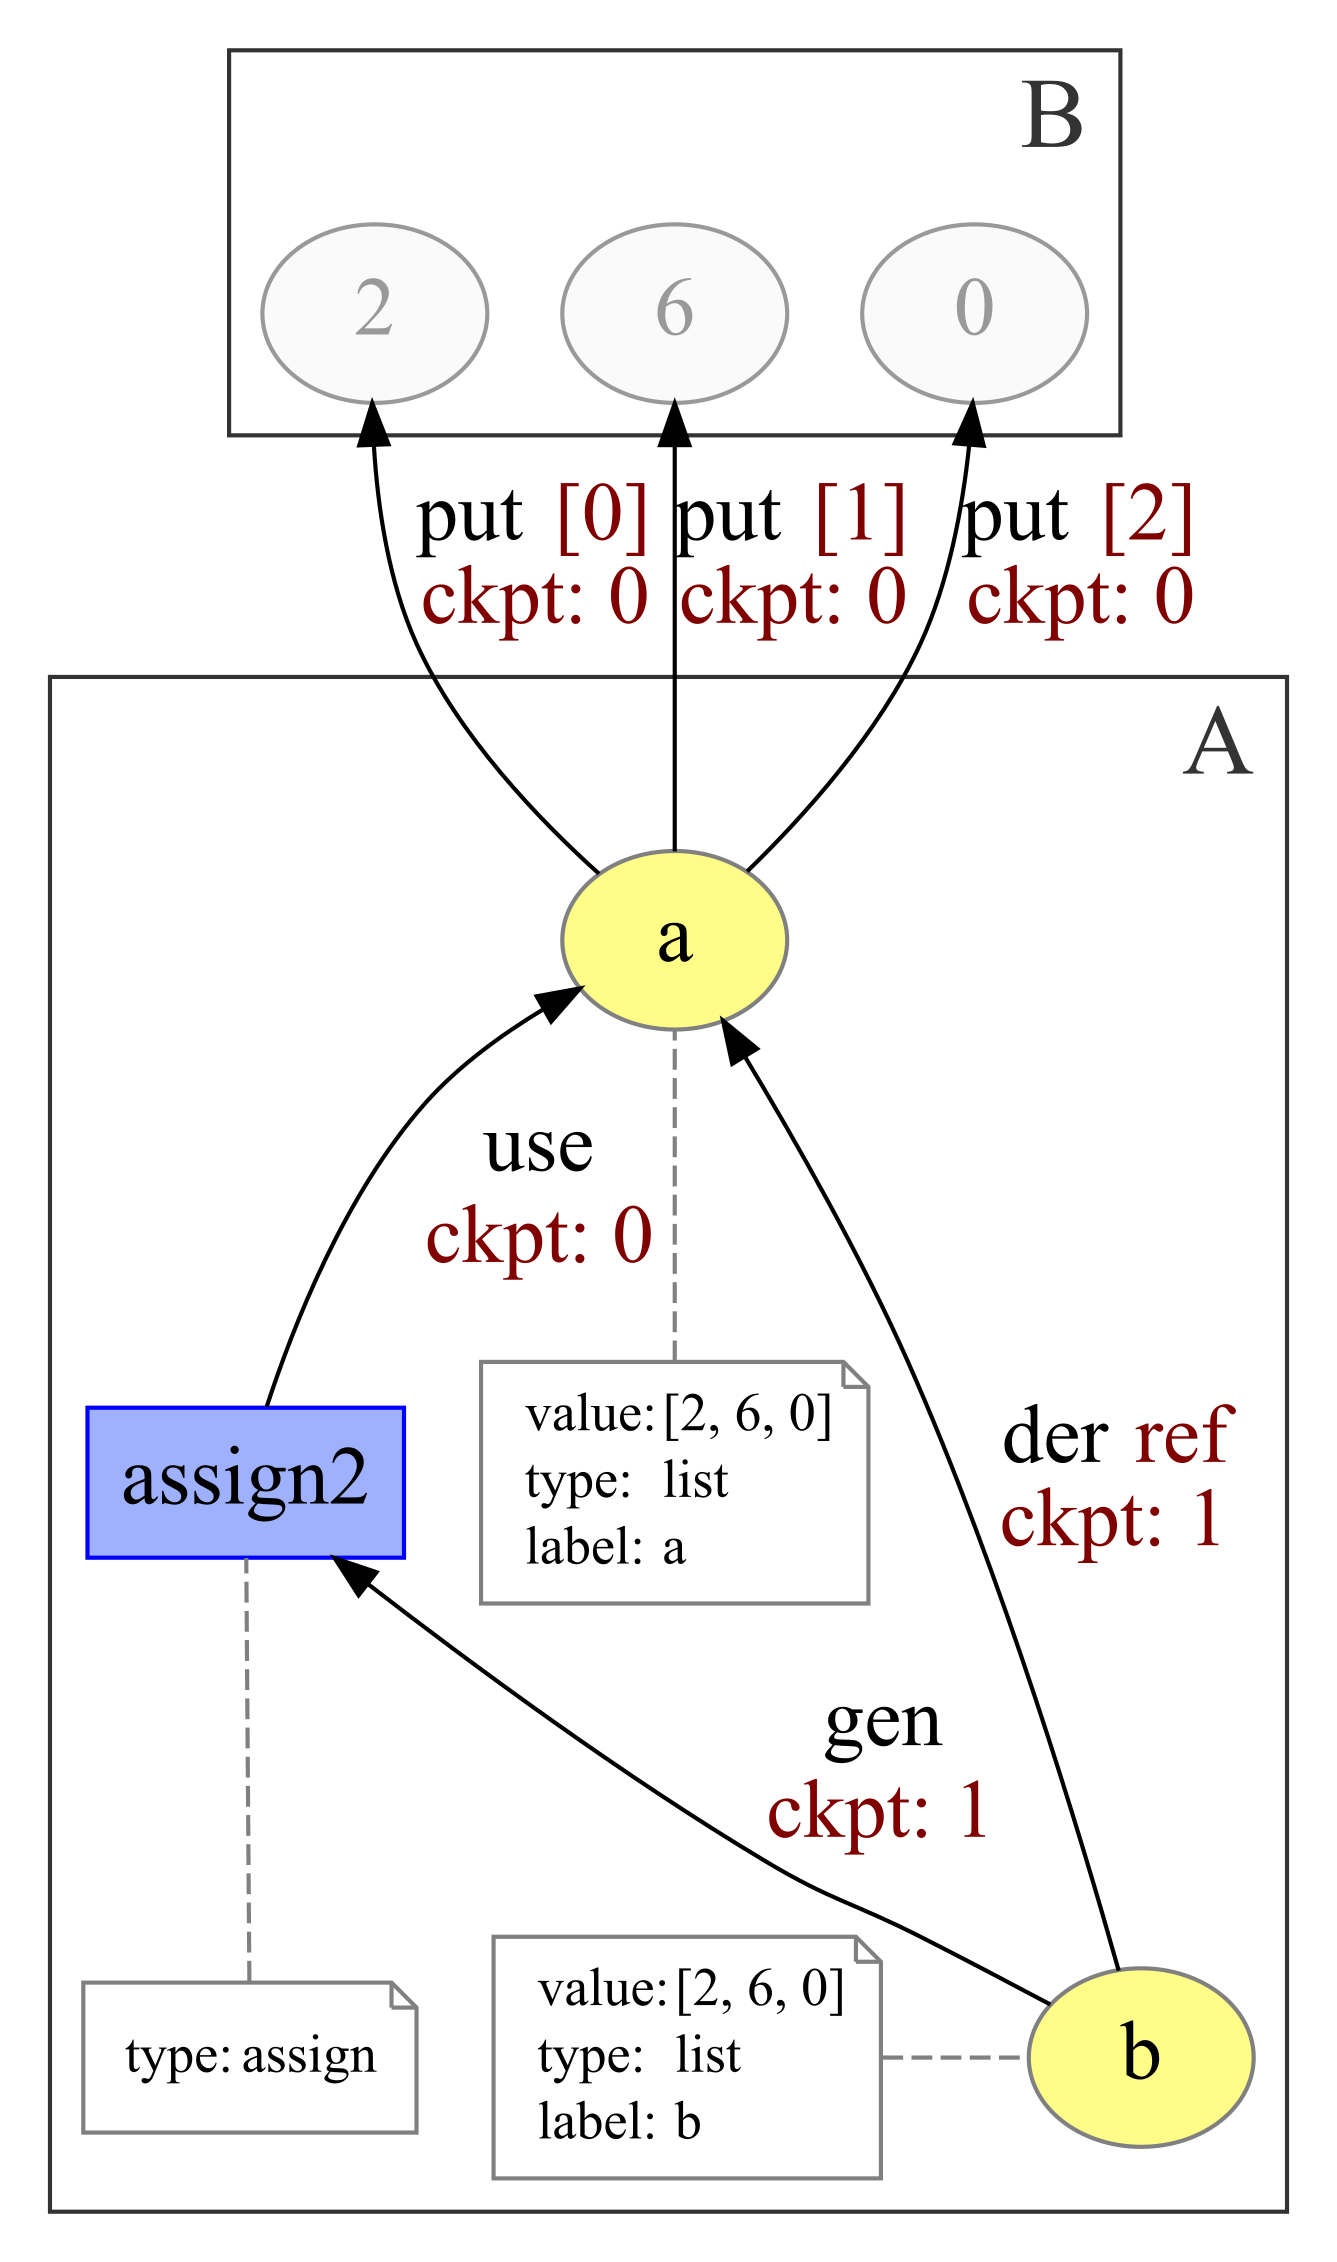 B
2
6
0
put [0]
ckpt: 0
put [1]
ckpt: 0
put [2]
ckpt: 0
A
a
use
ckpt: 0
value: [2, 6, 0]
type: list
label: a
assign2
der ref
ckpt: 1
gen
ckpt: 1
type: assign
value: [2, 6, 0]
type: list
label: b
b